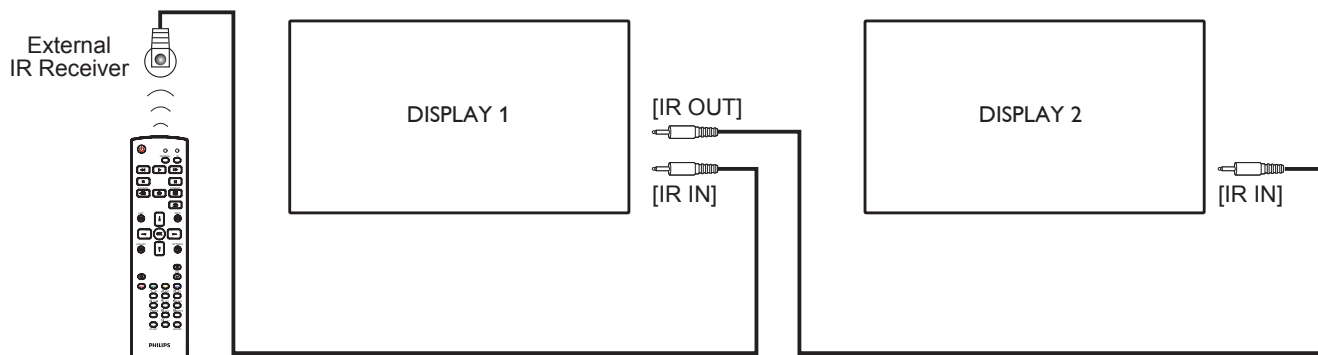 External
IR Receiver
DISPLAY 1
[IR OUT]
[IR IN]
DISPLAY 2
[IR IN]
PHILIPS